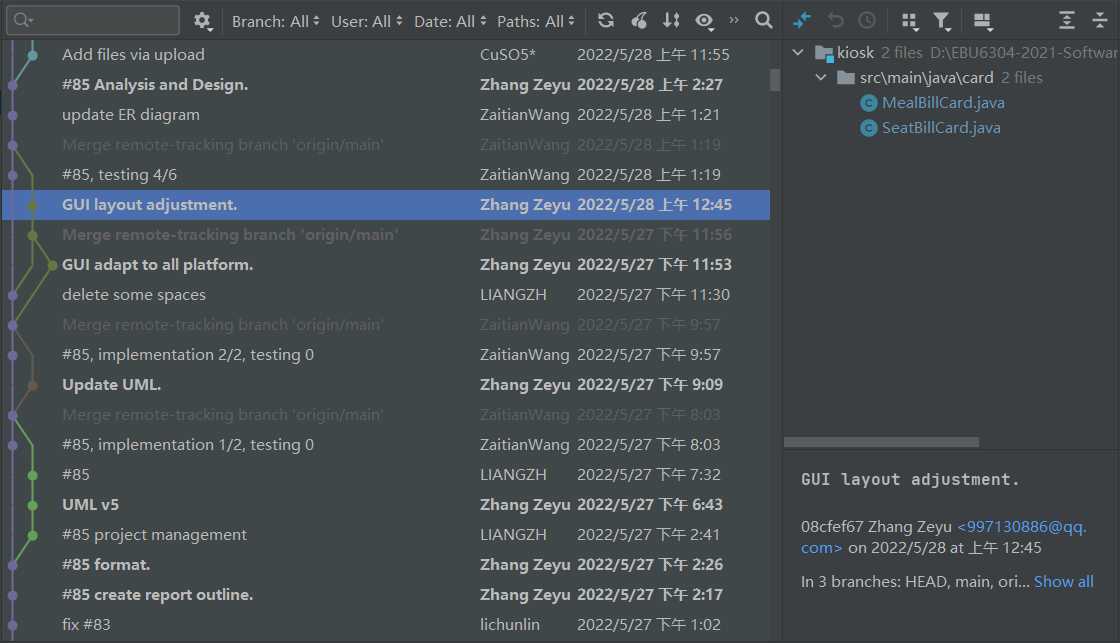 Branch: All User: All Date: All Paths: All
Add files via upload CuSO5* 2022/5/28 上午 11:55
#85 Analysis and Design. Zhang Zeyu 2022/5/28 上午 2:27
update ER diagram ZaitianWang 2022/5/28 上午 1:21
Merge remote-tracking branch 'origin/main' ZaitianWang 2022/5/28 上午 1:19
#85, testing 4/6 ZaitianWang 2022/5/28 上午 1:19
GUI layout adjustment. Zhang Zeyu 2022/5/28 上午 12:45
Merge remote-tracking branch 'origin/main' Zhang Zeyu 2022/5/27 下午 11:56
GUI adapt to all platform. Zhang Zeyu 2022/5/27 下午 11:53
delete some spaces LIANGZH 2022/5/27 下午 11:30
Merge remote-tracking branch 'origin/main' ZaitianWang 2022/5/27 下午 9:57
#85, implementation 2/2, testing 0 ZaitianWang 2022/5/27 下午 9:57
Update UML. Zhang Zeyu 2022/5/27 下午 9:09
Merge remote-tracking branch 'origin/main' ZaitianWang 2022/5/27 下午 8:03
#85, implementation 1/2, testing 0 ZaitianWang 2022/5/27 下午 8:03
#85 LIANGZH 2022/5/27 下午 7:32
UML v5 Zhang Zeyu 2022/5/27 下午 6:43
#85 project management LIANGZH 2022/5/27 下午 2:41
#85 format. Zhang Zeyu 2022/5/27 下午 2:26
#85 create report outline. Zhang Zeyu 2022/5/27 下午 2:17
fix #83 lichunlin 2022/5/27 下午 1:02
kiosk 2 files D:\EBU6304-2021-Softwar
src\main\java\card 2 files
C MealBillCard.java
C SeatBillCard.java
GUI layout adjustment.
08cfef67 Zhang Zeyu <997130886@qq.
com> on 2022/5/28 at 上午 12:45
In 3 branches: HEAD, main, ori... Show all